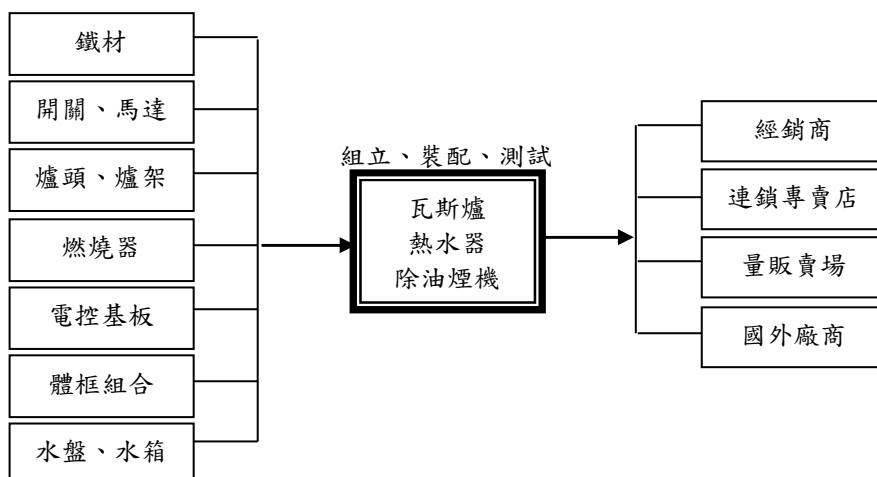 鐵材
開關、馬達
爐頭、爐架
燃燒器
電控基板
體框組合
水盤、水箱
組立、裝配、測試
瓦斯爐
熱水器
除油煙機
經銷商
連鎖專賣店
量販賣場
國外廠商